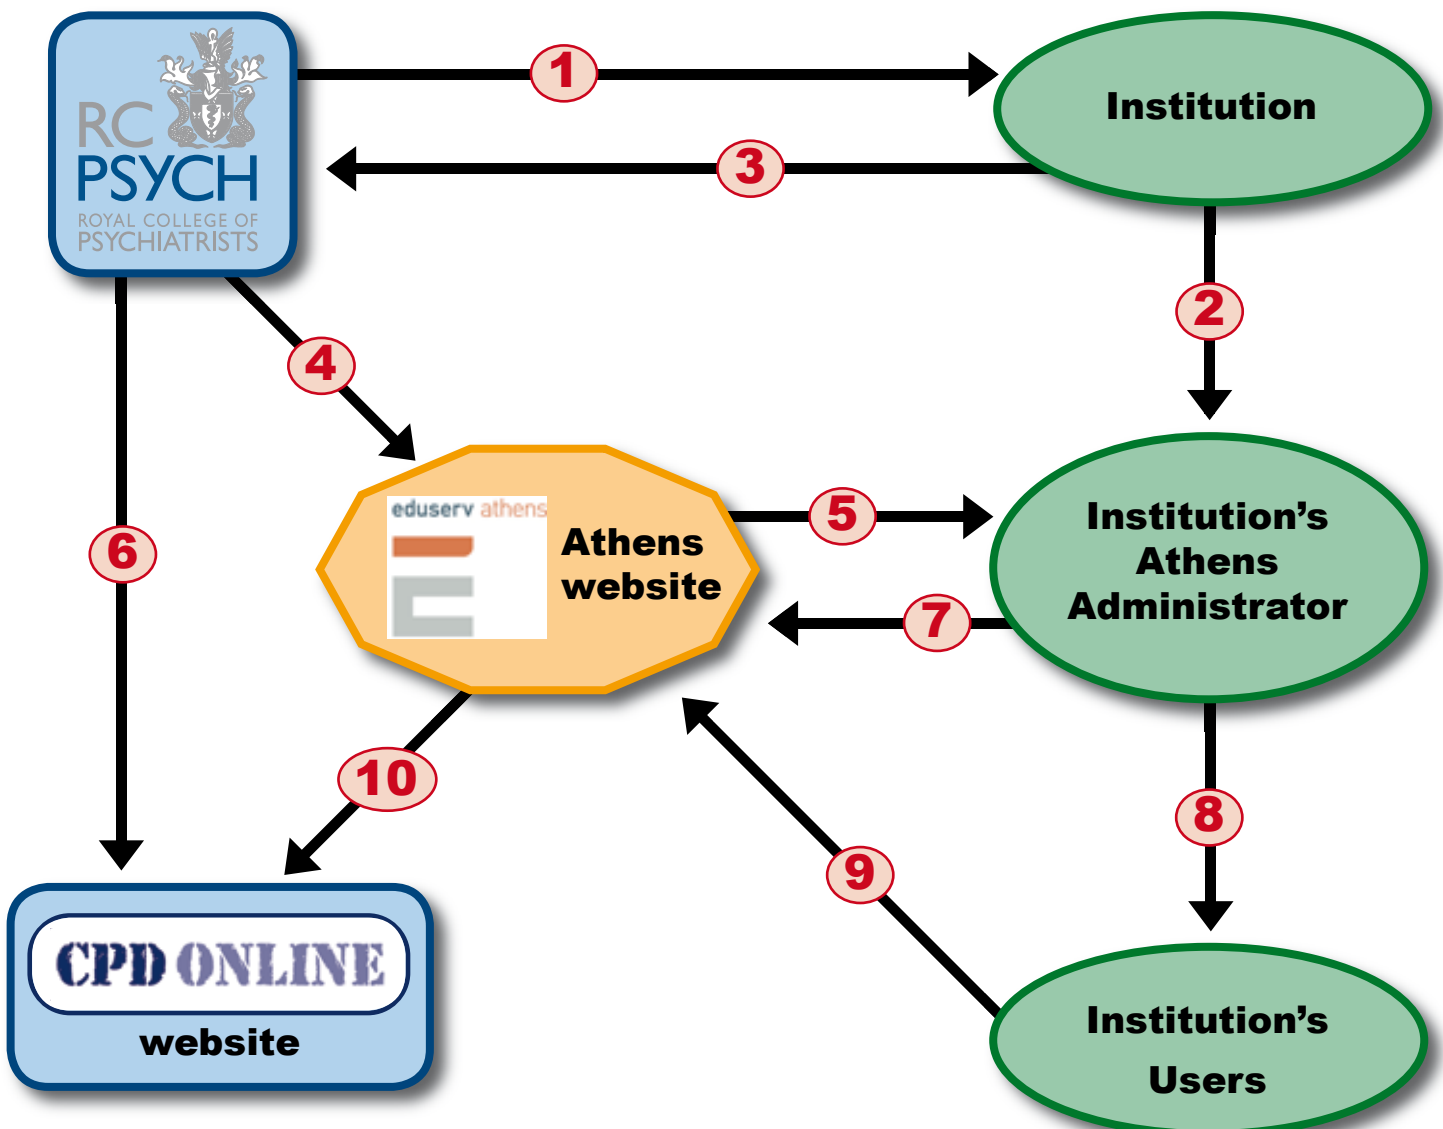 RC
PSYCH
ROYAL COLLEGE OF
PSYCHIATRISTS
1
Institution
3
2
4
eduserv athens
Athens
website
5
Institution’s
Athens
Administrator
6
7
10
8
9
CPD ONLINE
website
Institution’s
Users